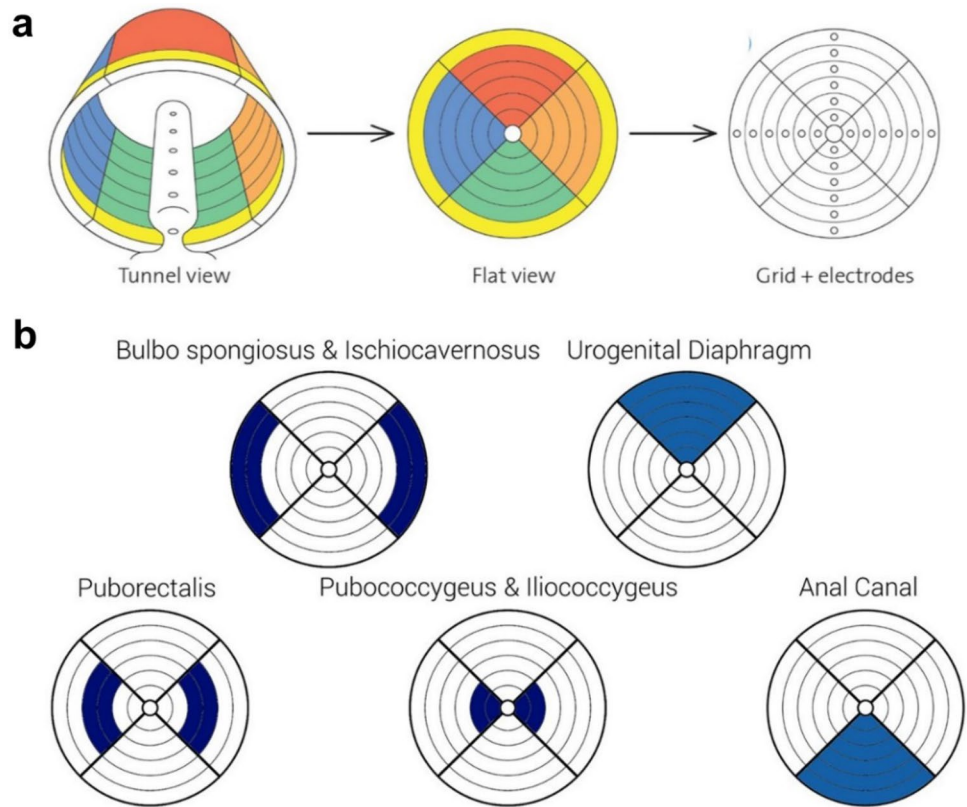 a
Tunnel view
Flat view
Grid + electrodes
b
Bulbo spongiosus & Ischiocavernosus
Urogenital Diaphragm
Puborectalis
Pubococcygeus & Iliococcygeus
Anal Canal